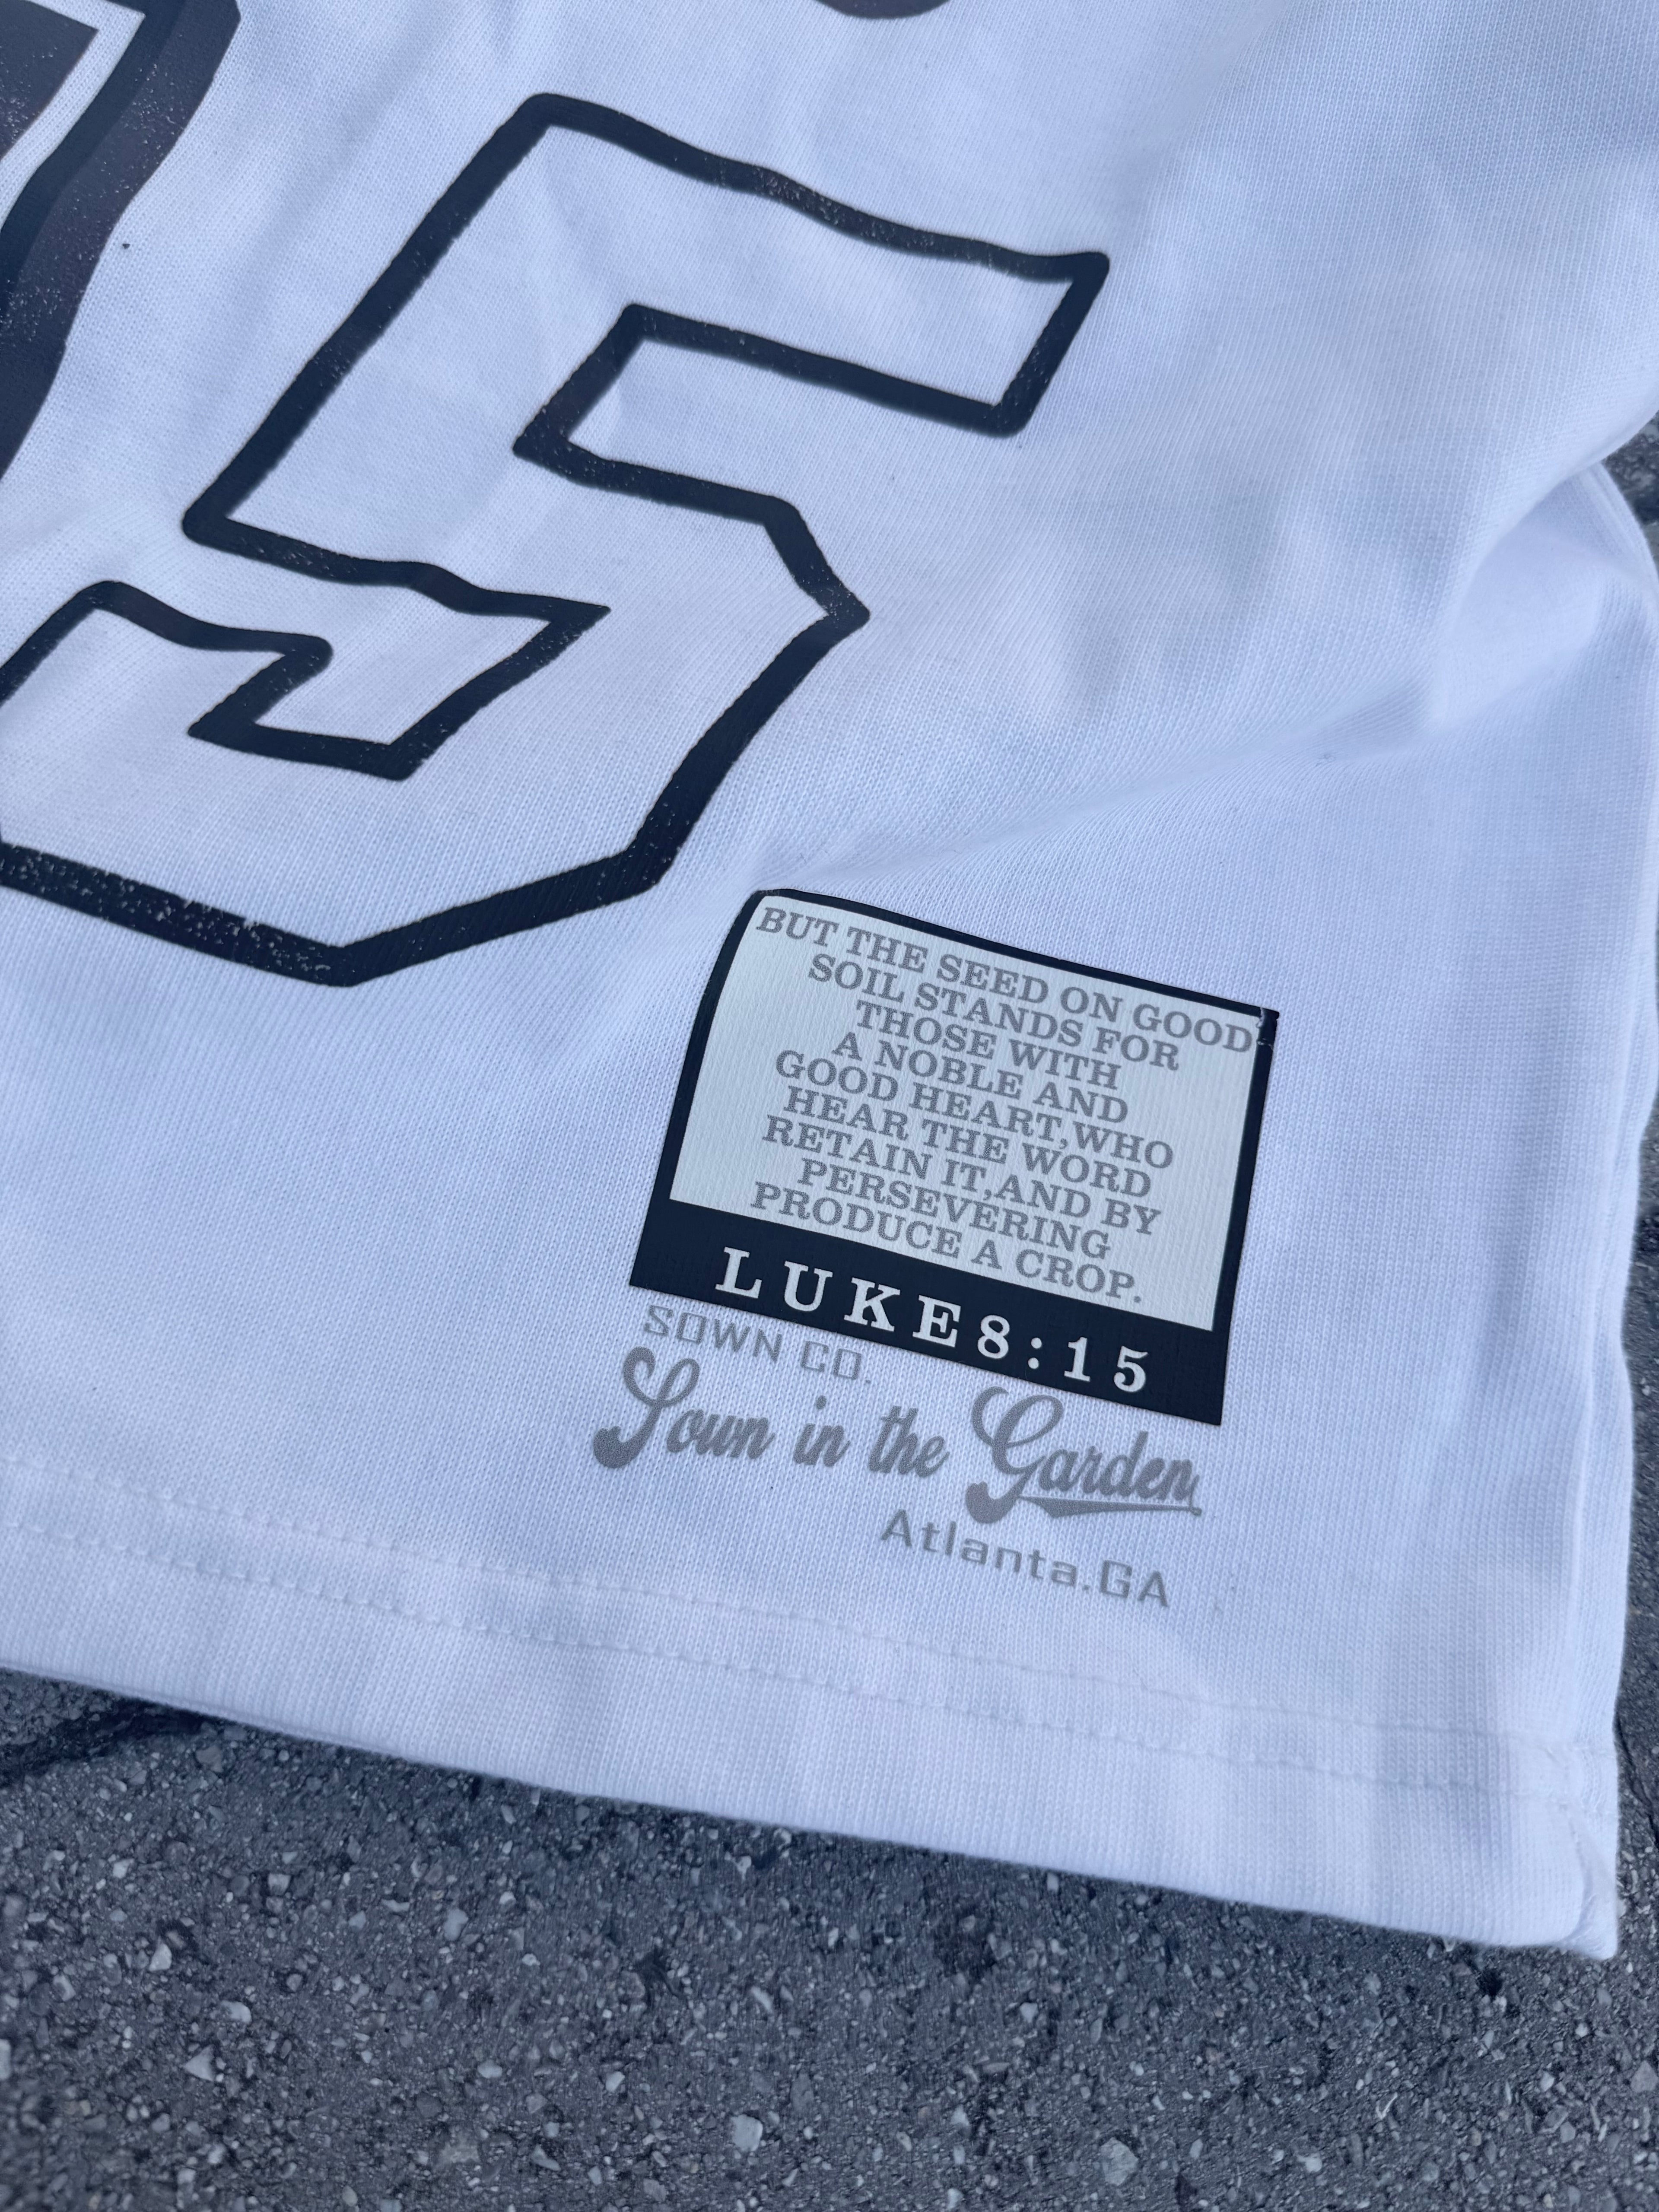 5
BUT THE SEED ON GOOD
SOIL STANDS FOR
THOSE WITH
A NOBLE AND
GOOD HEART,WHO
HEAR THE WORD
RETAIN IT,AND BY
PERSEVERING
PRODUCE A CROP.
LUKE8:15
SOWN CO.
Sown in the Garden
Atlanta.GA